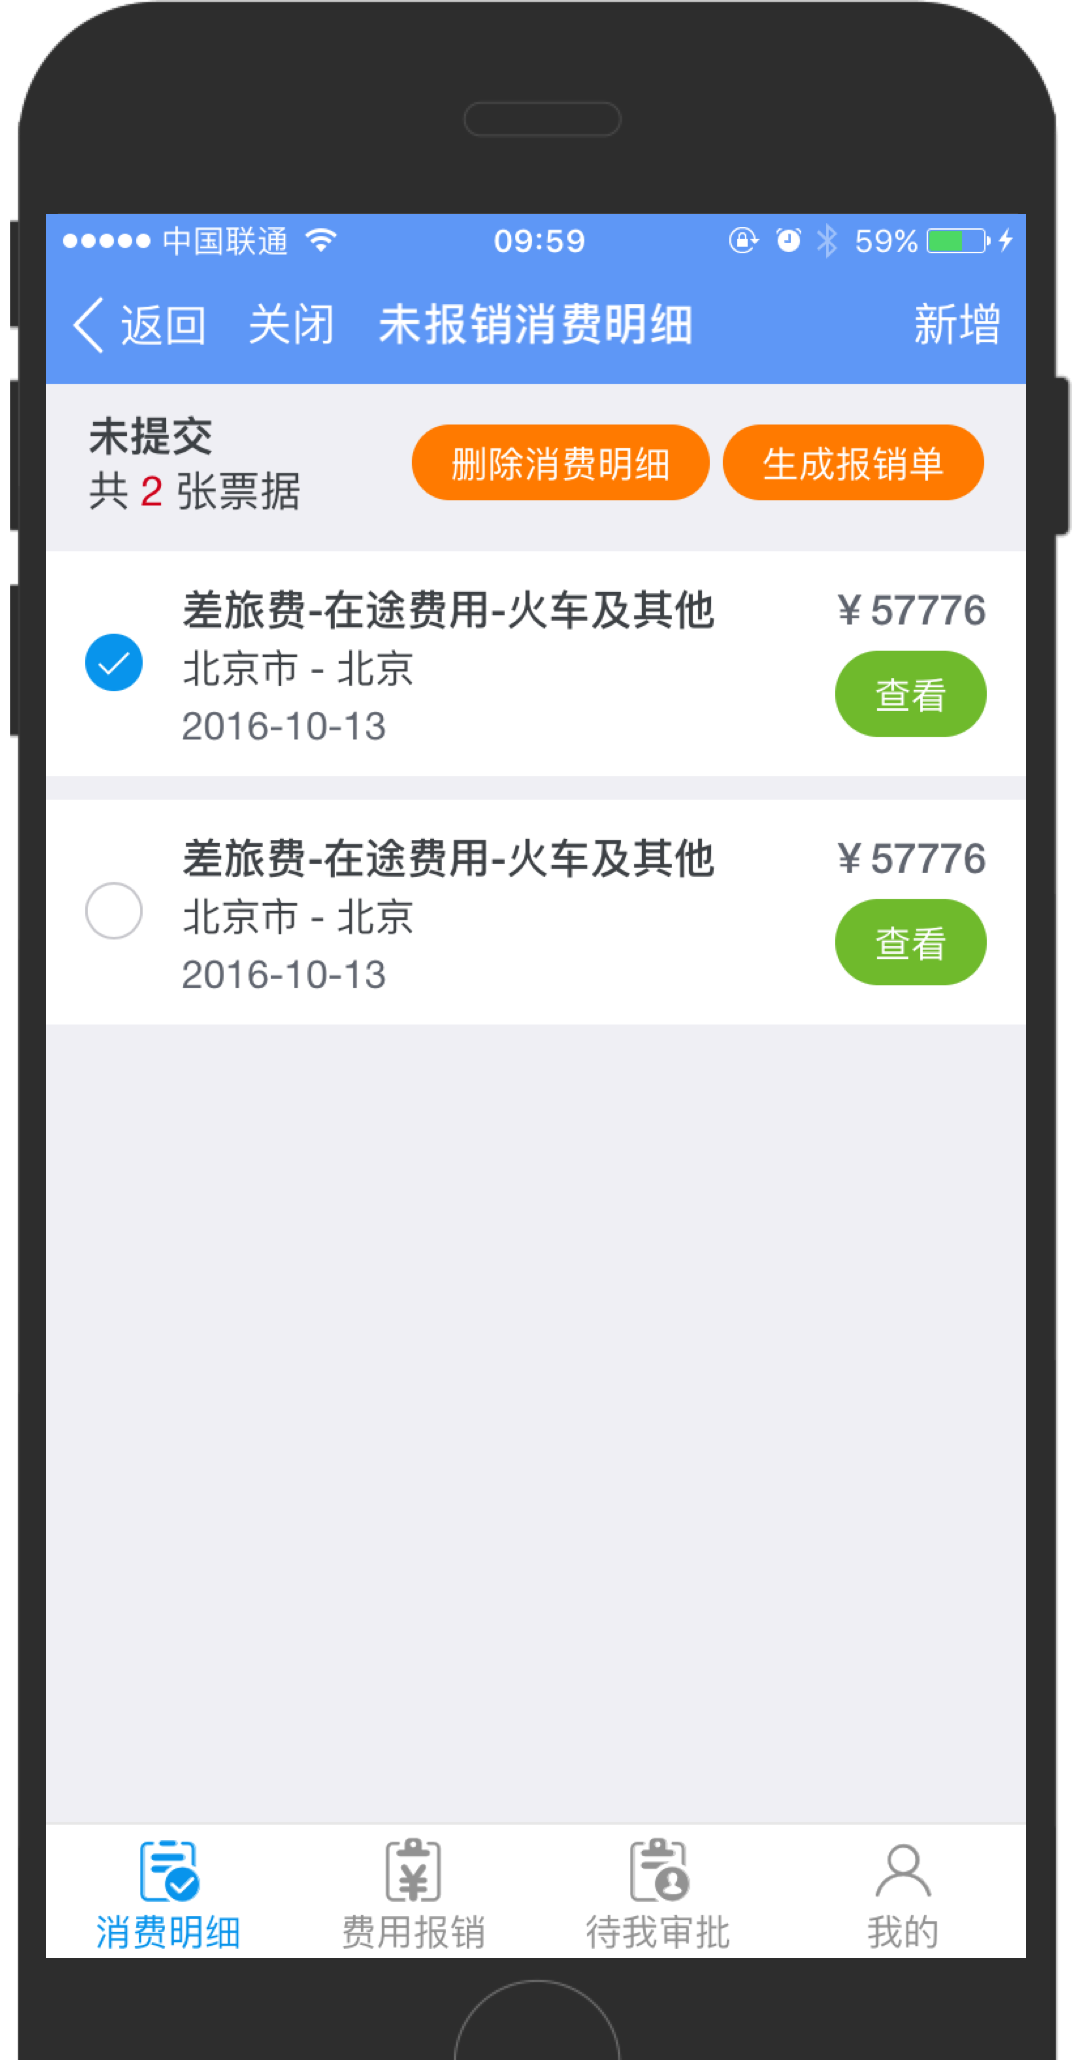 中国联通 09:59 59%
返回 关闭 未报销消费明细 新增
未提交
共 2 张票据
删除消费明细 生成报销单
差旅费-在途费用-火车及其他 ¥57776
北京市 - 北京
查看
2016-10-13
差旅费-在途费用-火车及其他 ¥57776
北京市 - 北京
查看
2016-10-13
消费明细 费用报销 待我审批 我的